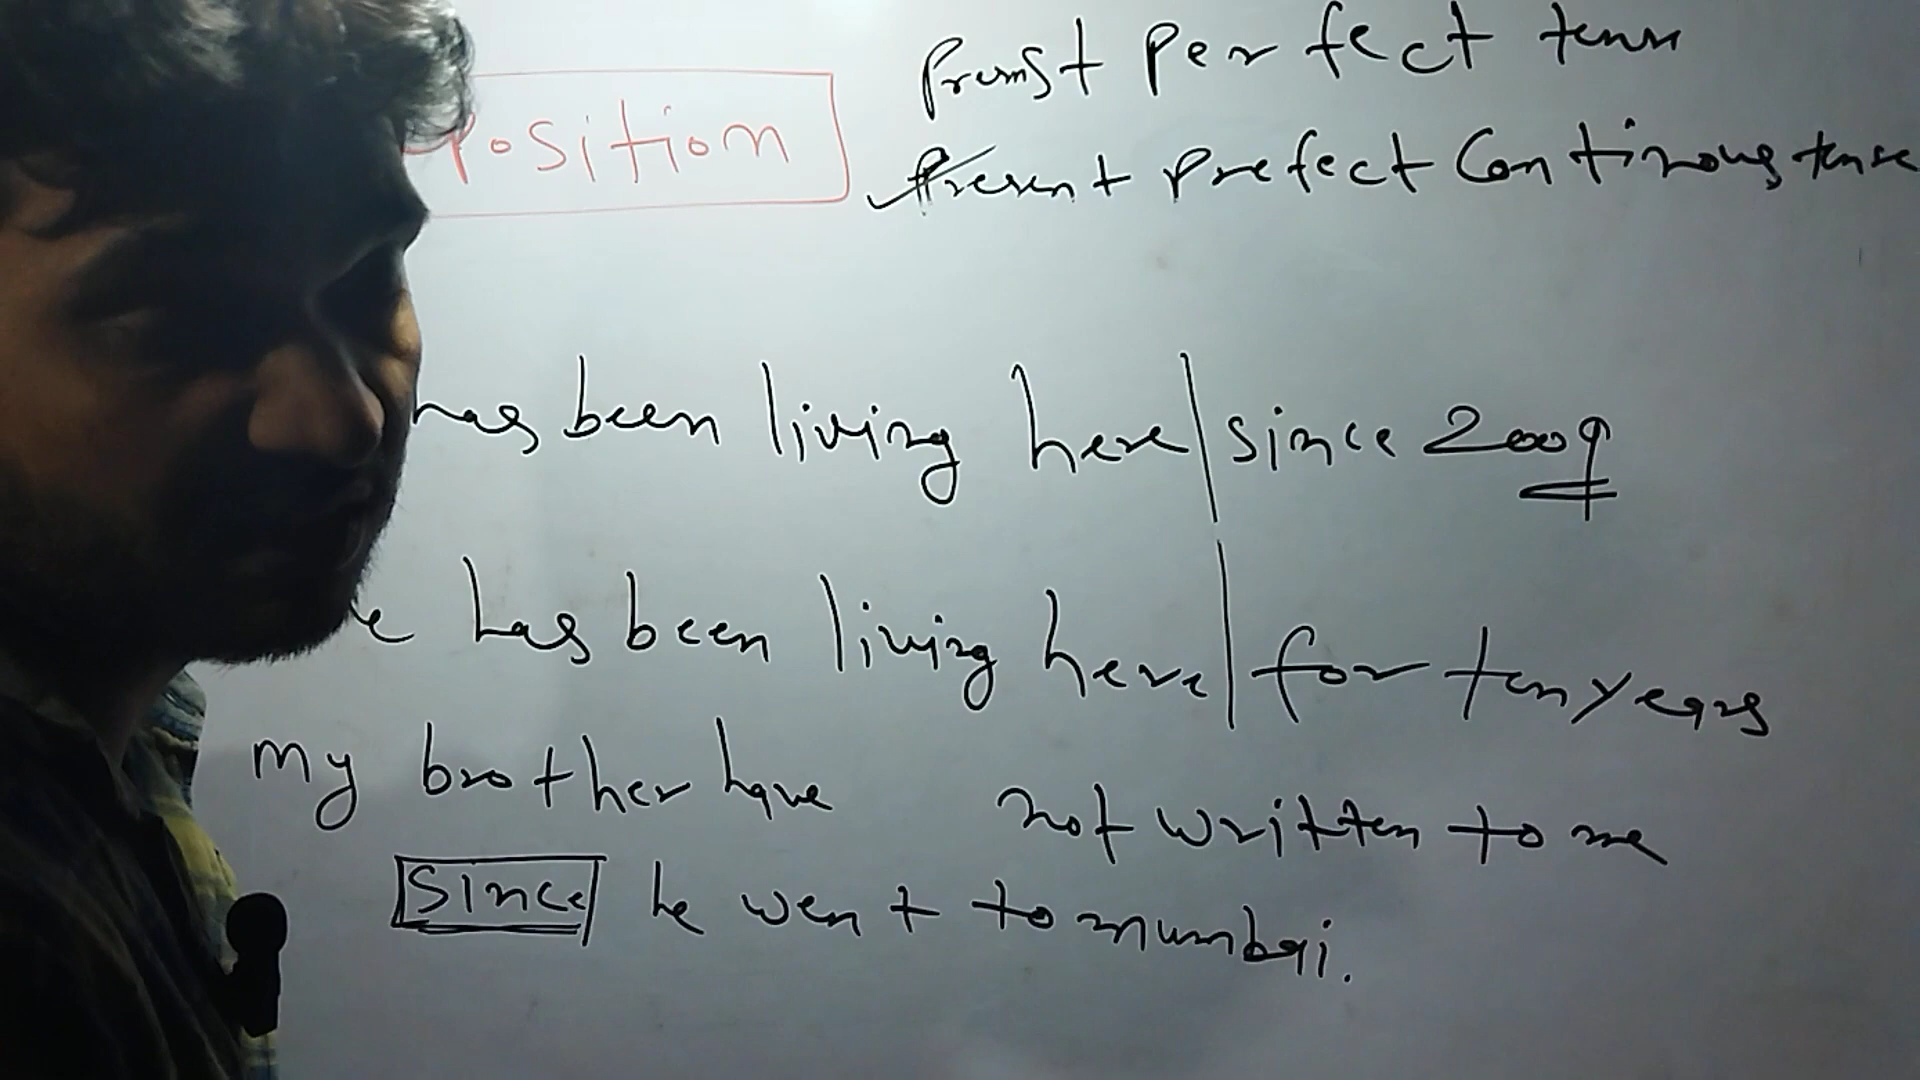 position
Present perfect tense
Present prefect Continous tense
has been living here | since 2009
e has been living here | for ten years
my brother have not written to me
Since he went to mumbai.